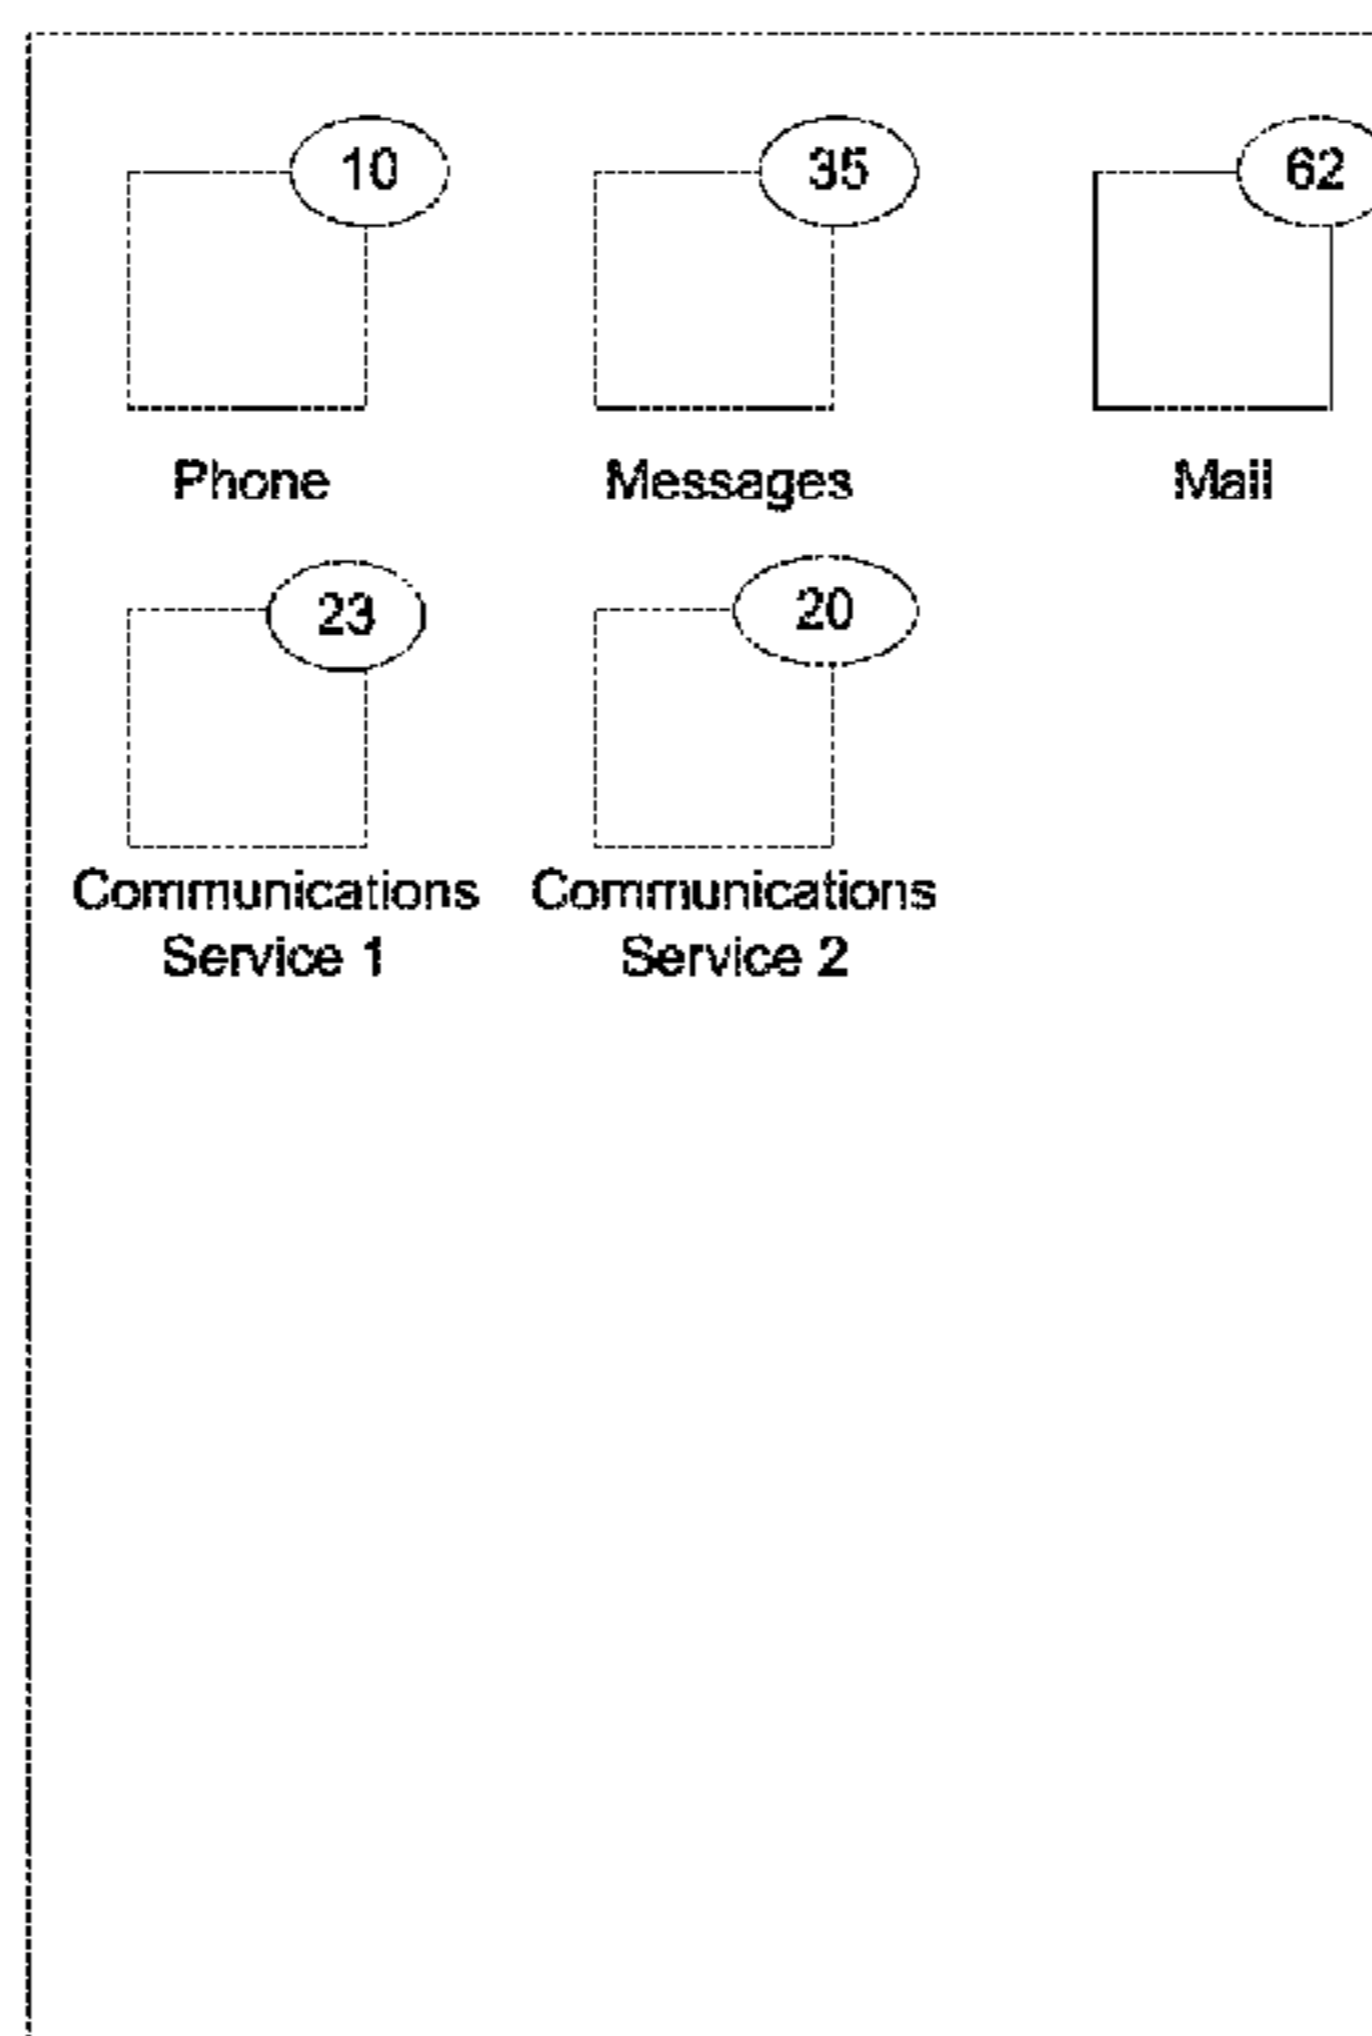 10
35
62
Phone
Messages
Mail
23
20
Communications
Service 1
Communications
Service 2